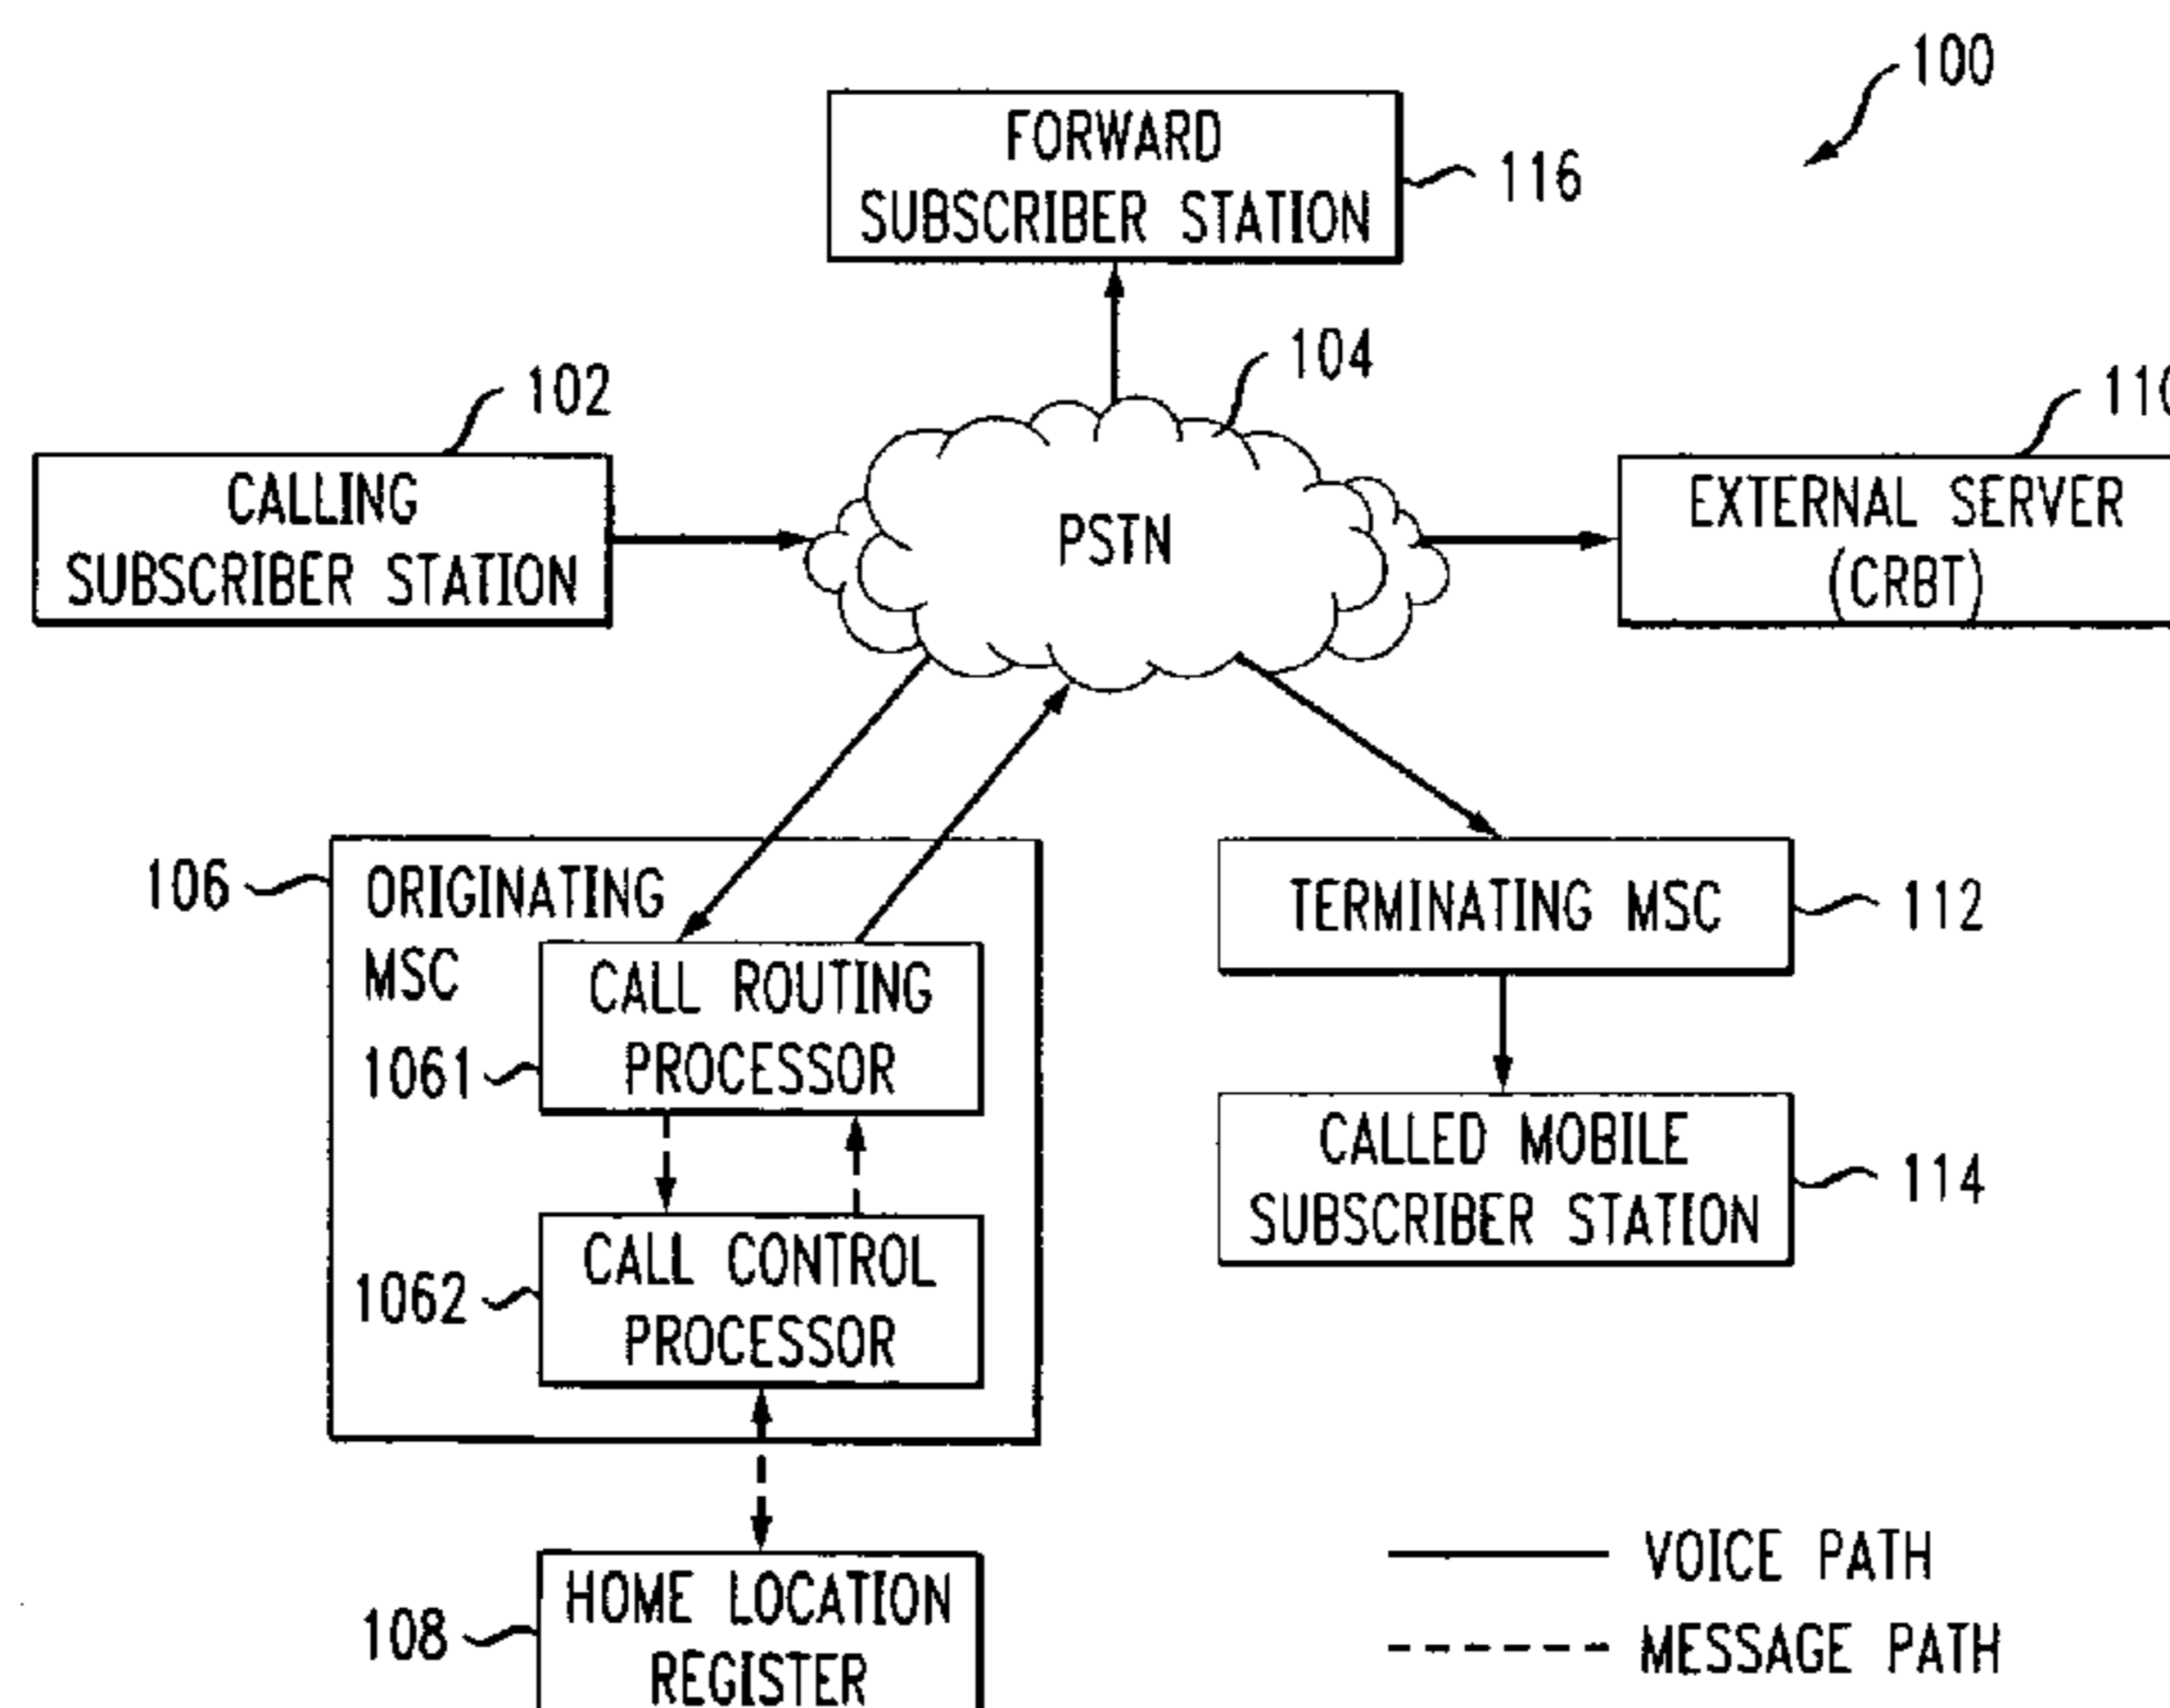 100
FORWARD
SUBSCRIBER STATION
116
104
102
110
CALLING
SUBSCRIBER STATION
PSTN
EXTERNAL SERVER
(CRBT)
106
ORIGINATING
MSC
TERMINATING MSC
112
CALL ROUTING
PROCESSOR
1061
CALLED MOBILE
SUBSCRIBER STATION
114
CALL CONTROL
PROCESSOR
1062
VOICE PATH
HOME LOCATION
REGISTER
108
MESSAGE PATH